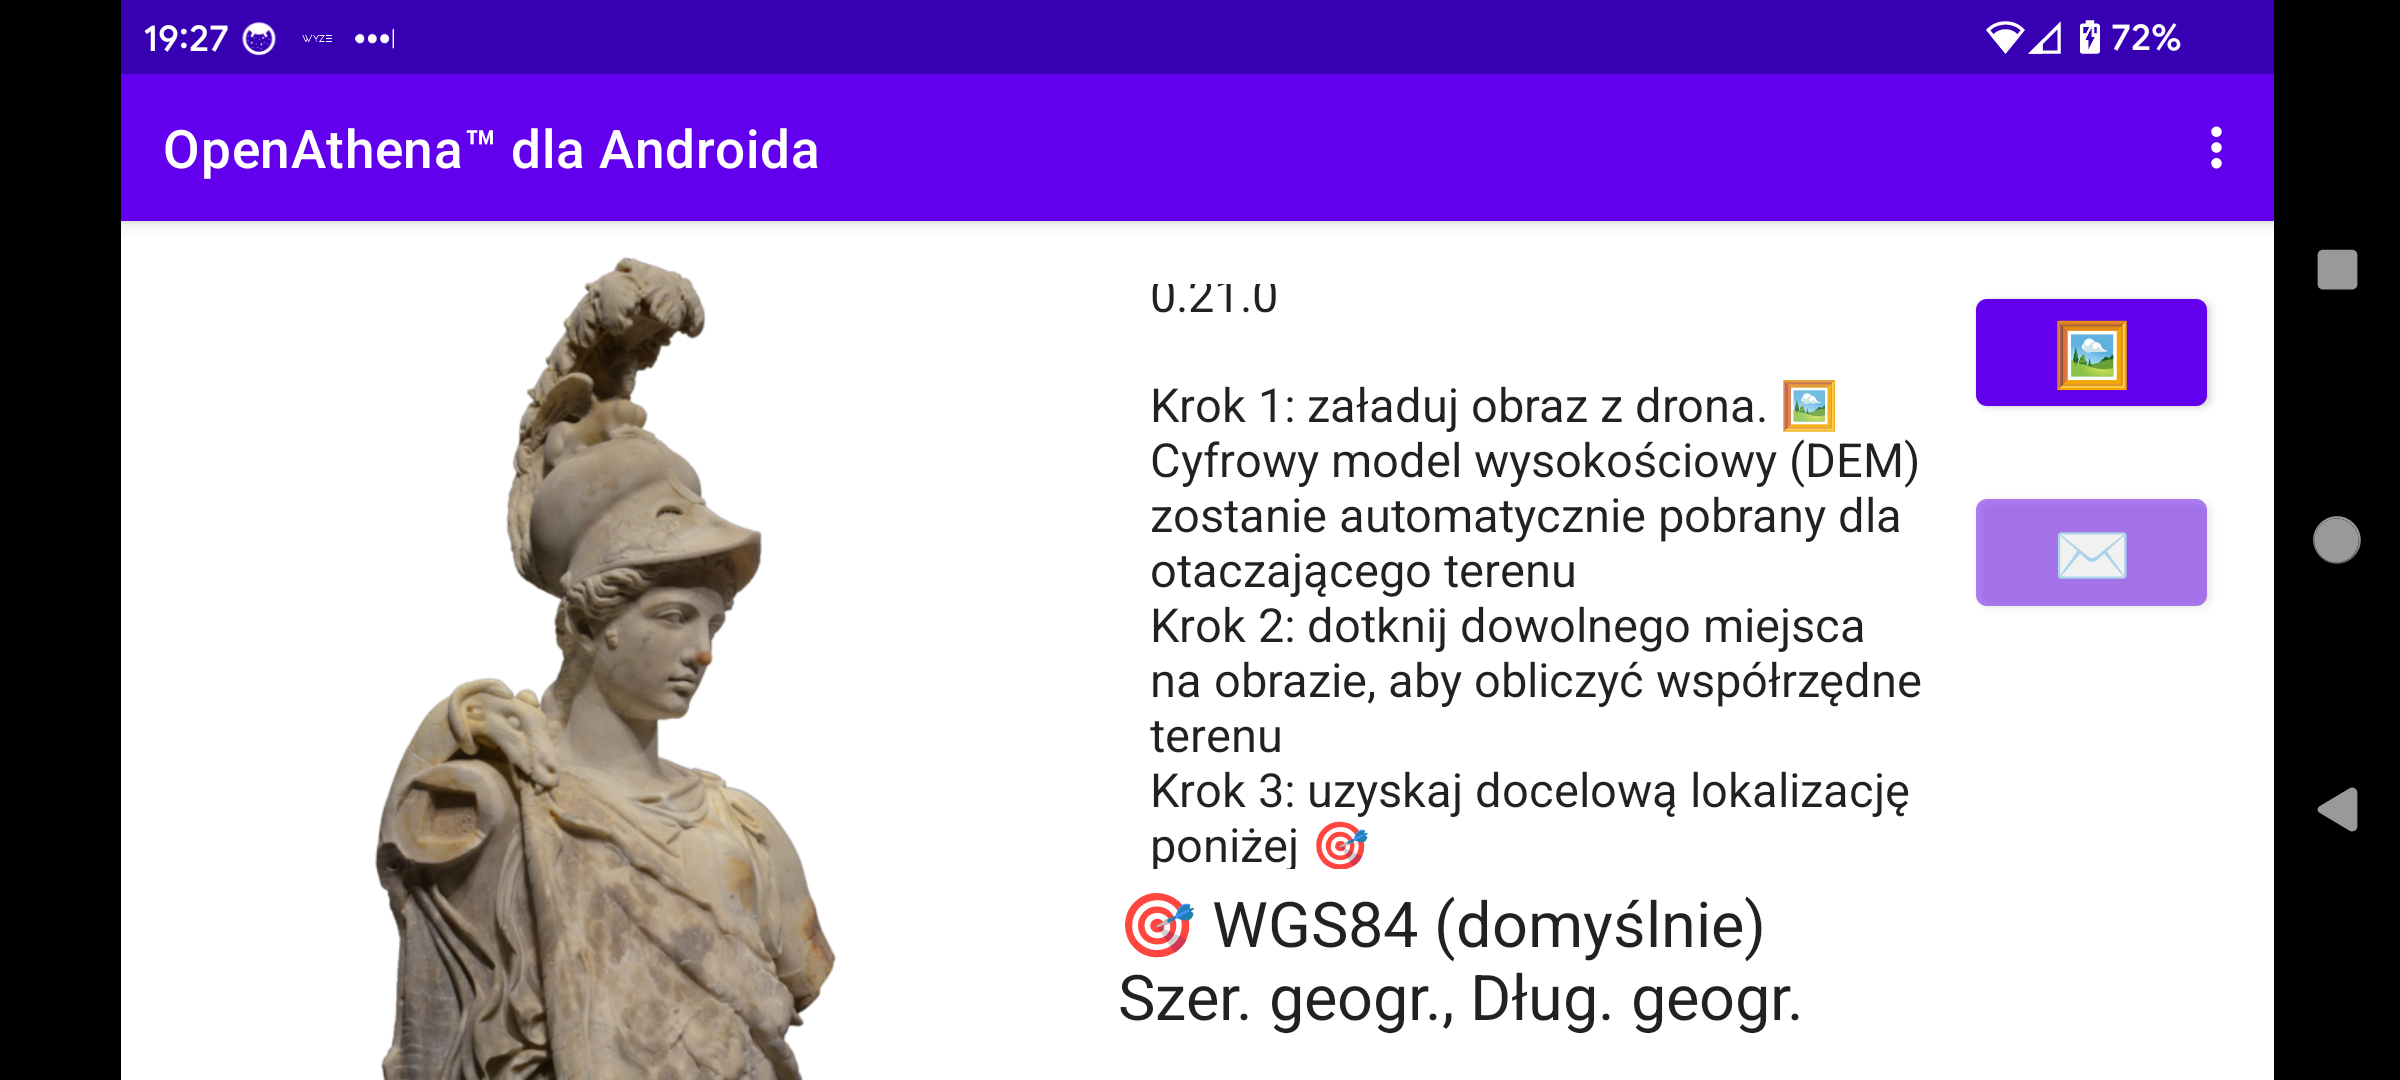 19:27 WYZE 72%
OpenAthena™ dla Androida
0.21.0
Krok 1: załaduj obraz z drona. 🖼️
Cyfrowy model wysokościowy (DEM)
zostanie automatycznie pobrany dla
otaczającego terenu
Krok 2: dotknij dowolnego miejsca
na obrazie, aby obliczyć współrzędne
terenu
Krok 3: uzyskaj docelową lokalizację
poniżej 🎯
🎯 WGS84 (domyślnie)
Szer. geogr., Dług. geogr.